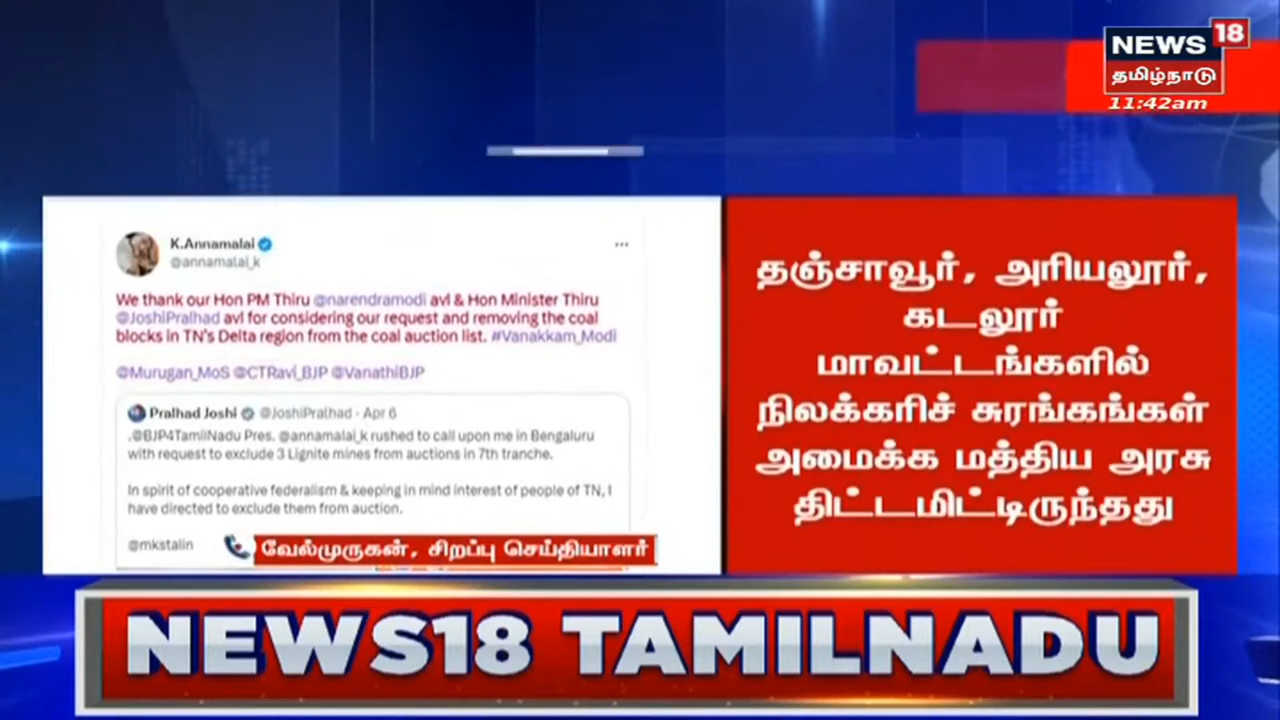 NEWS 18
தமிழ்நாடு
11:42am
K.Annamalai
@annamalai_k
We thank our Hon PM Thiru @narendramodi avl & Hon Minister Thiru
@JoshiPralhad avl for considering our request and removing the coal
blocks in TN's Delta region from the coal auction list. #Vanakkam_Modi
@Murugan_MoS @CTRavi_BJP @VanathiBJP
Pralhad Joshi @JoshiPralhad · Apr 6
.@BJP4TamilNadu Pres. @annamalai_k rushed to call upon me in Bengaluru
with request to exclude 3 Lignite mines from auctions in 7th tranche.
In spirit of cooperative federalism & keeping in mind interest of people of TN, I
have directed to exclude them from auction.
@mkstalin
வேல்முருகன், சிறப்பு செய்தியாளர்
தஞ்சாவூர், அரியலூர்,
கடலூர்
மாவட்டங்களில்
நிலக்கரிச் சுரங்கங்கள்
அமைக்க மத்திய அரசு
திட்டமிட்டிருந்தது
NEWS18 TAMILNADU